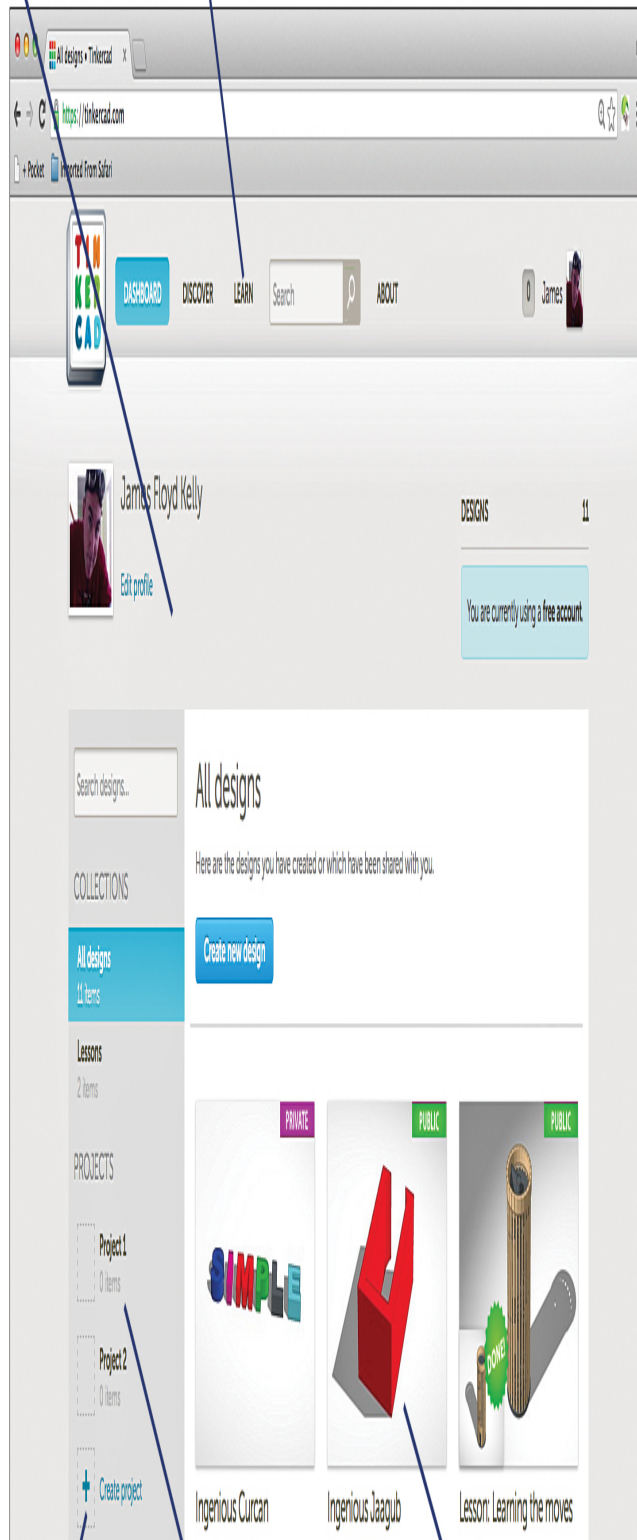 All designs • Tinkercad
https://tinkercad.com
+ Pocket Imported From Safari
TIN
KER
CAD
DASHBOARD DISCOVER LEARN Search ABOUT 0 James
James Floyd Kelly
Edit profile
DESIGNS 11
You are currently using a free account.
Search designs...
COLLECTIONS
All designs
11 items
Lessons
2 items
PROJECTS
Project 1
0 items
Project 2
0 items
Create project
All designs
Here are the designs you have created or which have been shared with you.
Create new design
PRIVATE
SIMPLE
Ingenious Curcan
PUBLIC
Ingenious Jaagub
PUBLIC
DONE!
Lesson: Learning the moves